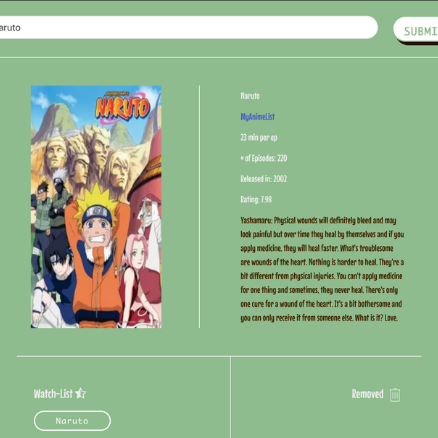 aruto
SUBMI
NARUTO
Naruto
MyAnimeList
23 min per ep
# of Episodes: 220
Released in: 2002
Rating: 7.98
Yashamaru: Physical wounds will definitely bleed and may
look painful but over time they heal by themselves and if you
apply medicine, they will heal faster. What's troublesome
are wounds of the heart. Nothing is harder to heal. They're a
bit different from physical injuries. You can't apply medicine
for one thing and sometimes, they never heal. There's only
one cure for a wound of the heart. It's a bit bothersome and
you can only receive it from someone else. What is it? Love.
Watch-List
Removed
Naruto